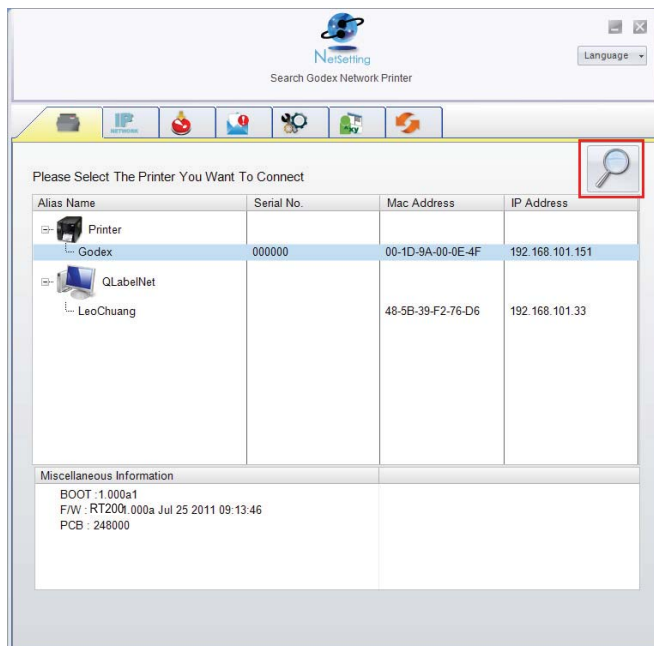 NetSetting
Language
Search Godex Network Printer
IP
NETWORK
Please Select The Printer You Want To Connect
Alias Name Serial No. Mac Address IP Address
Printer
Godex 000000 00-1D-9A-00-0E-4F 192.168.101.151
QLabelNet
LeoChuang 48-5B-39-F2-76-D6 192.168.101.33
Miscellaneous Information
BOOT :1.000a1
F/W : RT2001.000a Jul 25 2011 09:13:46
PCB : 248000